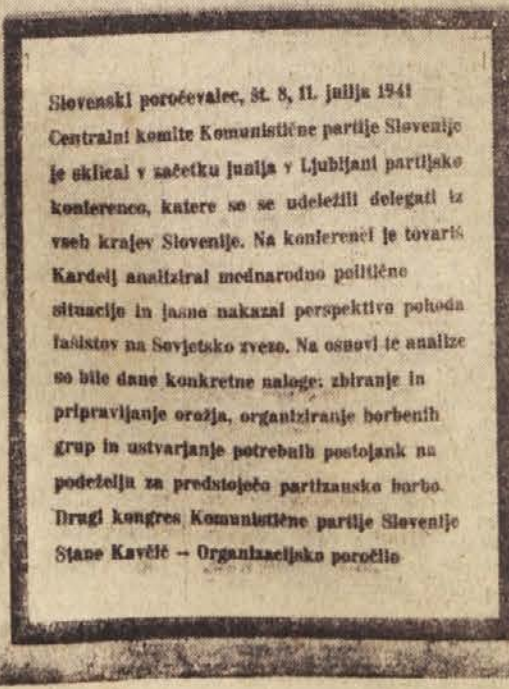 Slovenski poročevalec, št. 8, 11. julija 1941
Centralni komite Komunistične partije Slovenije
je sklical v začetku junija v Ljubljani partijsko
konferenco, katere so se udeležili delegati iz
vseh krajev Slovenije. Na konferenci je tovariš
Kardelj analiziral mednarodno politično
situacijo in jasno nakazal perspektivo pohoda
fašistov na Sovjetsko zvezo. Na osnovi te analize
so bile dane konkretne naloge: zbiranje in
pripravljanje orožja, organiziranje borbenih
grup in ustvarjanje potrebnih postojank na
podeželju za predstoječo partizansko borbo.
Drugi kongres Komunistične partije Slovenije
Stane Kavčič — Organizacijsko poročilo